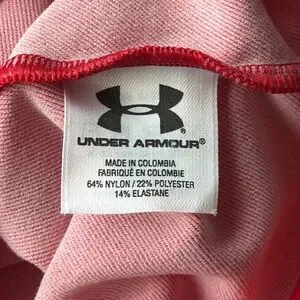 UNDER ARMOUR®
MADE IN COLOMBIA
FABRIQUÉ EN COLOMBIE
64% NYLON / 22% POLYESTER
14% ELASTANE